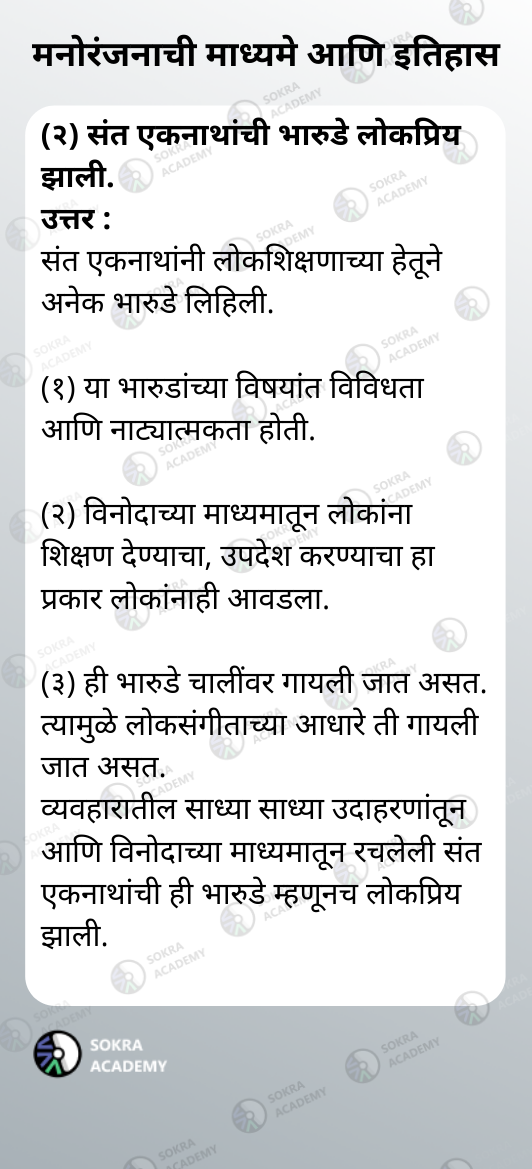 मनोरंजनाची माध्यमे आणि इतिहास
(२) संत एकनाथांची भारुडे लोकप्रिय
झाली.
उत्तर :
संत एकनाथांनी लोकशिक्षणाच्या हेतूने
अनेक भारुडे लिहिली.
(१) या भारुडांच्या विषयांत विविधता
आणि नाट्यात्मकता होती.
(२) विनोदाच्या माध्यमातून लोकांना
शिक्षण देण्याचा, उपदेश करण्याचा हा
प्रकार लोकांनाही आवडला.
(३) ही भारुडे चालींवर गायली जात असत.
त्यामुळे लोकसंगीताच्या आधारे ती गायली
जात असत.
व्यवहारातील साध्या साध्या उदाहरणांतून
आणि विनोदाच्या माध्यमातून रचलेली संत
एकनाथांची ही भारुडे म्हणूनच लोकप्रिय
झाली.
SOKRA
ACADEMY